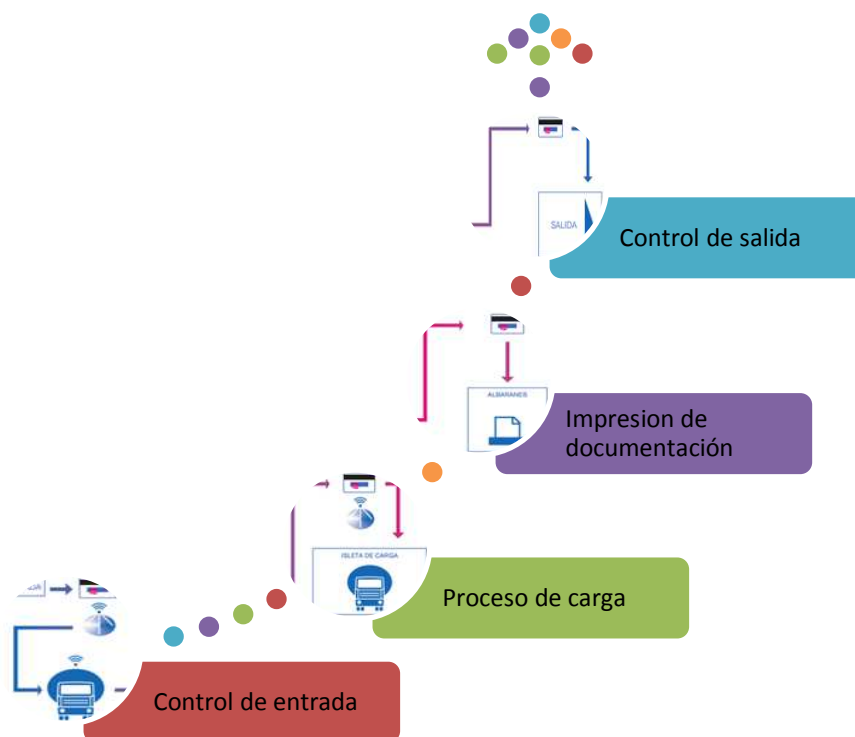 SALIDA
Control de salida
ALBARANES
Impresion de
documentación
ISLETA DE CARGA
Proceso de carga
Control de entrada